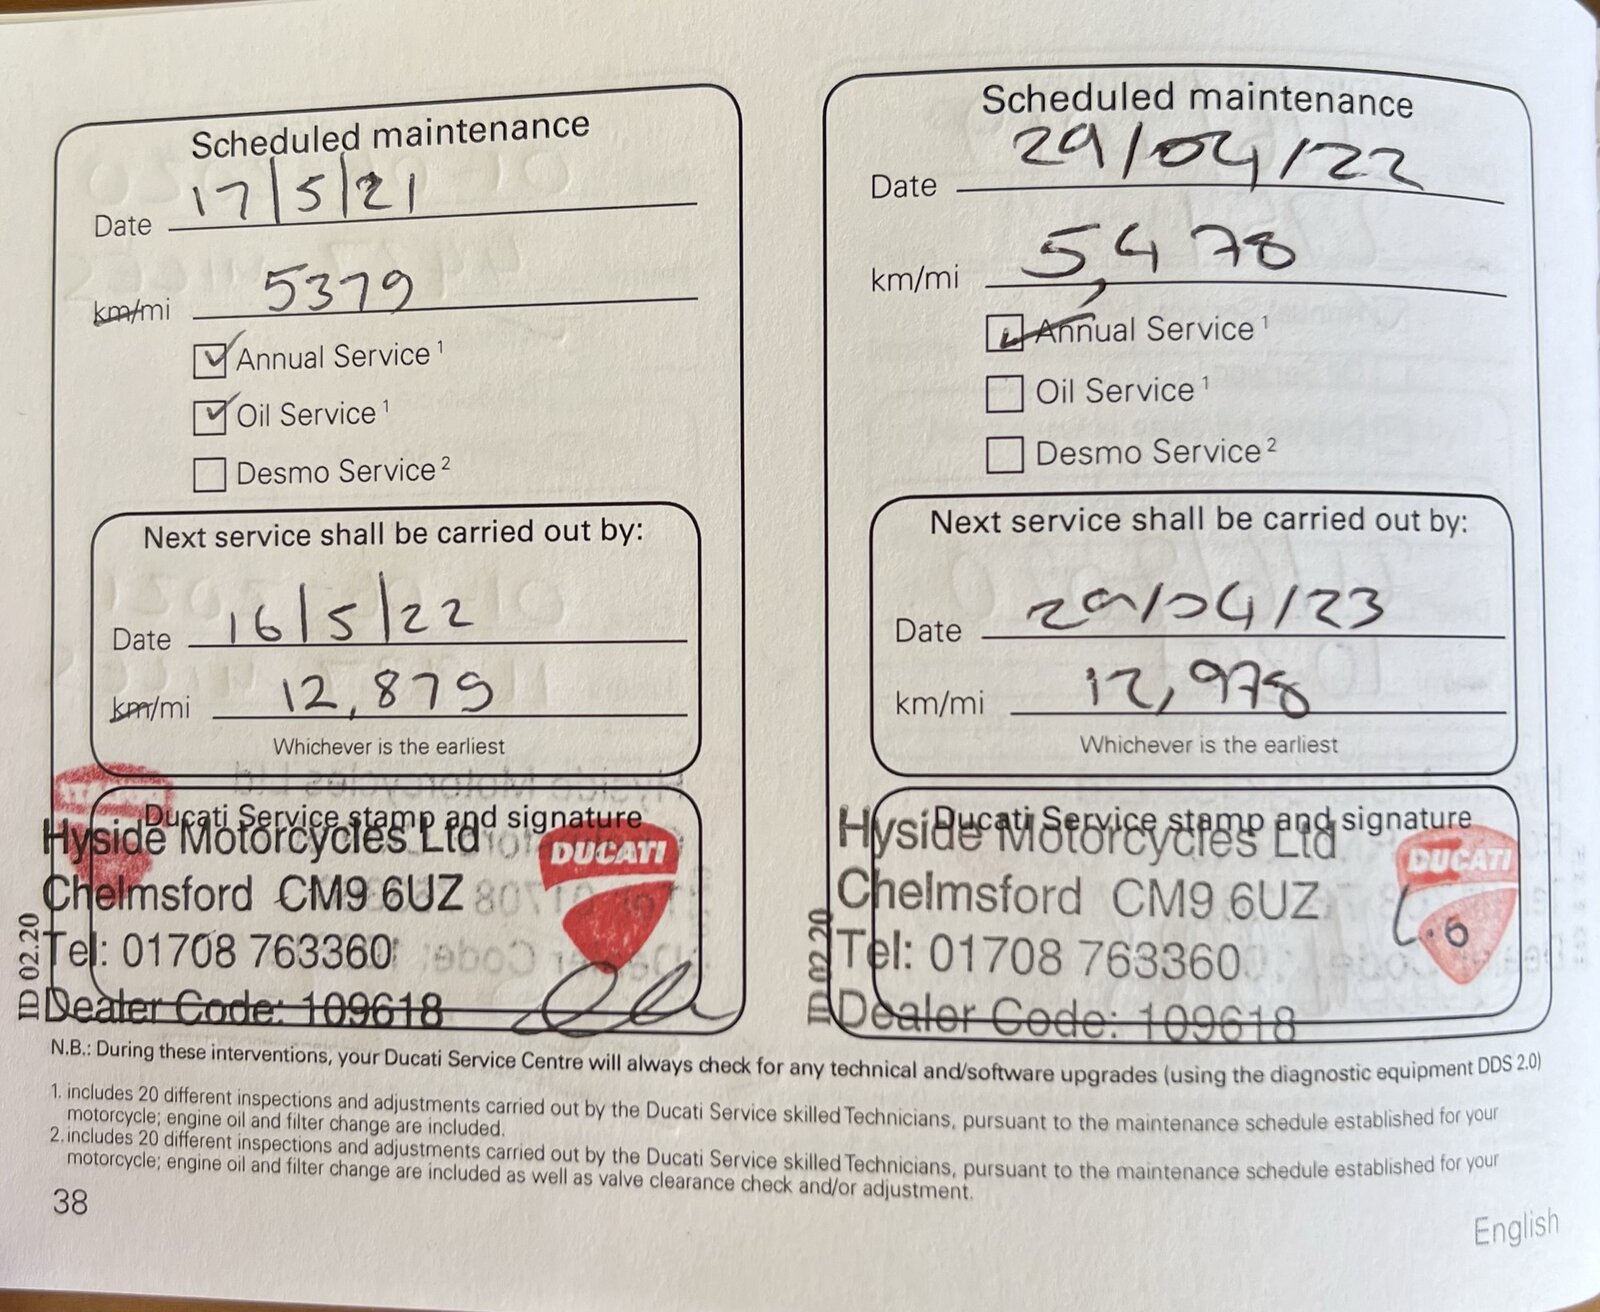 Scheduled maintenance
Date 17/5/21
km/mi 5379
Annual Service 1
Oil Service 1
Desmo Service 2
Next service shall be carried out by:
Date 16/5/22
km/mi 12,879
Whichever is the earliest
Ducati Service stamp and signature
Hyside Motorcycles Ltd
DUCATI
Chelmsford CM9 6UZ
Tel: 01708 763360
Dealer Code: 109618
ID 02.20
Scheduled maintenance
Date 29/04/22
km/mi 5,478
Annual Service 1
Oil Service 1
Desmo Service 2
Next service shall be carried out by:
Date 29/04/23
km/mi 12,978
Whichever is the earliest
Ducati Service stamp and signature
Hyside Motorcycles Ltd
DUCATI
Chelmsford CM9 6UZ
Tel: 01708 763360
Dealer Code: 109618
ID 02.20
N.B.: During these interventions, your Ducati Service Centre will always check for any technical and/software upgrades (using the diagnostic equipment DDS 2.0)
1. includes 20 different inspections and adjustments carried out by the Ducati Service skilled Technicians, pursuant to the maintenance schedule established for your
motorcycle; engine oil and filter change are included.
2. includes 20 different inspections and adjustments carried out by the Ducati Service skilled Technicians, pursuant to the maintenance schedule established for your
motorcycle; engine oil and filter change are included as well as valve clearance check and/or adjustment.
38
English